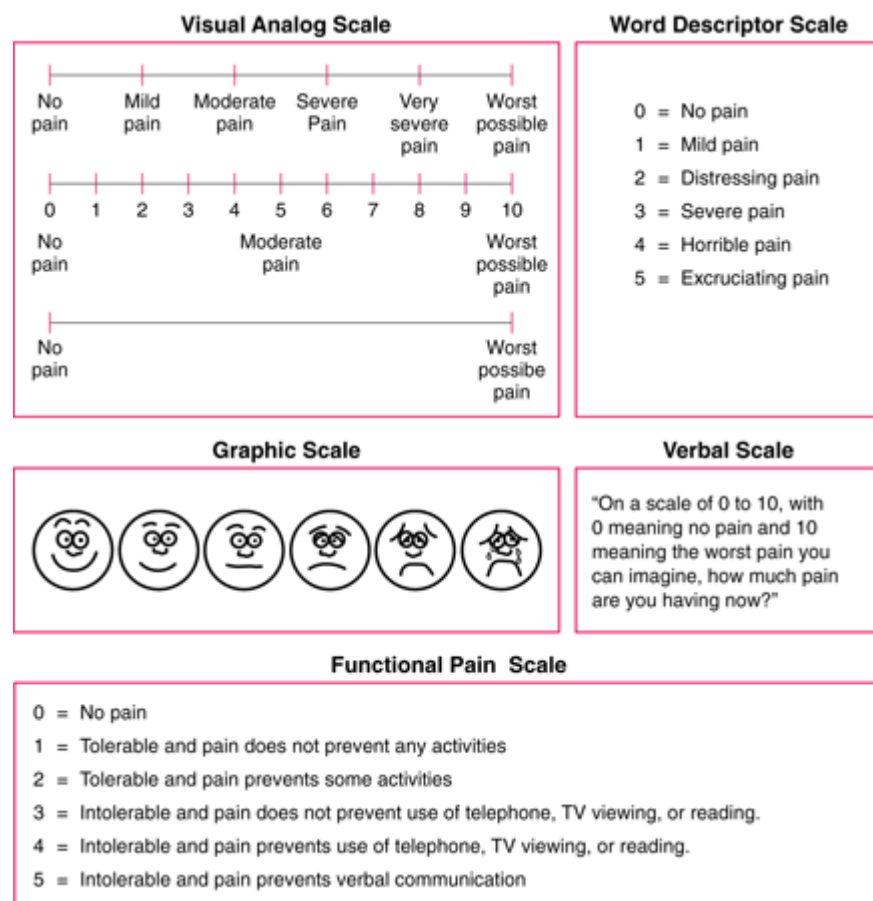 Visual Analog Scale
No pain
Mild pain
Moderate pain
Severe Pain
Very severe pain
Worst possible pain
0 1 2 3 4 5 6 7 8 9 10
No pain
Moderate pain
Worst possible pain
No pain
Worst possibe pain
Word Descriptor Scale
0 = No pain
1 = Mild pain
2 = Distressing pain
3 = Severe pain
4 = Horrible pain
5 = Excruciating pain
Graphic Scale
Verbal Scale
“On a scale of 0 to 10, with
0 meaning no pain and 10
meaning the worst pain you
can imagine, how much pain
are you having now?”
Functional Pain Scale
0 = No pain
1 = Tolerable and pain does not prevent any activities
2 = Tolerable and pain prevents some activities
3 = Intolerable and pain does not prevent use of telephone, TV viewing, or reading.
4 = Intolerable and pain prevents use of telephone, TV viewing, or reading.
5 = Intolerable and pain prevents verbal communication